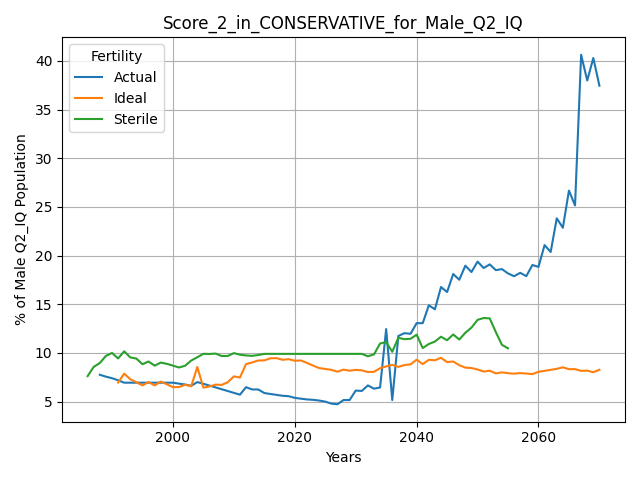 Score_2_in_CONSERVATIVE_for_Male_Q2_IQ
Fertility
Actual
Ideal
Sterile
% of Male Q2_IQ Population
40
35
30
25
20
15
10
5
2000
2020
2040
2060
Years